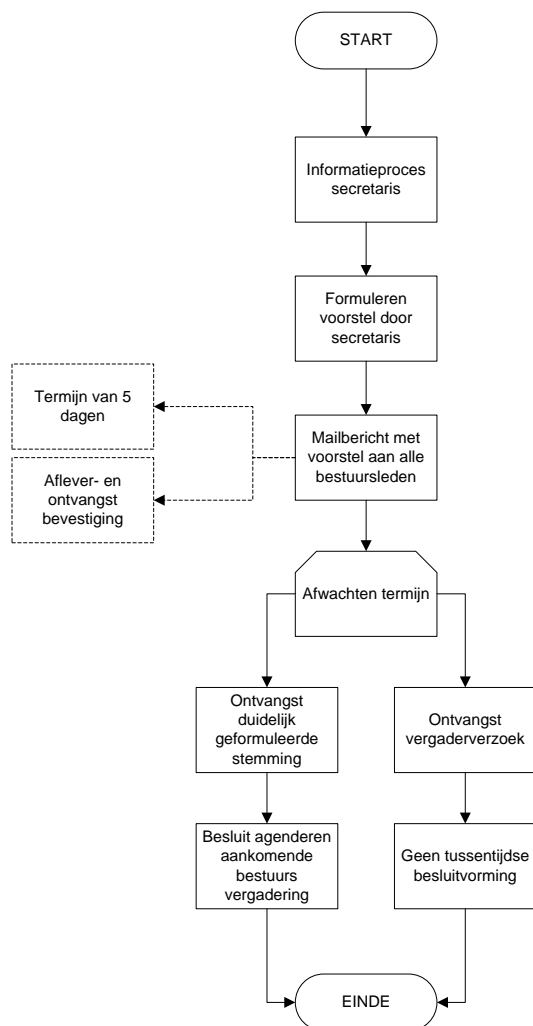 START
Informatieproces
secretaris
Formuleren
voorstel door
secretaris
Termijn van 5
dagen
Mailbericht met
voorstel aan alle
bestuursleden
Aflever- en
ontvangst
bevestiging
Afwachten termijn
Ontvangst
duidelijk
geformuleerde
stemming
Ontvangst
vergaderverzoek
Besluit agenderen
aankomende
bestuurs
vergadering
Geen tussentijdse
besluitvorming
EINDE